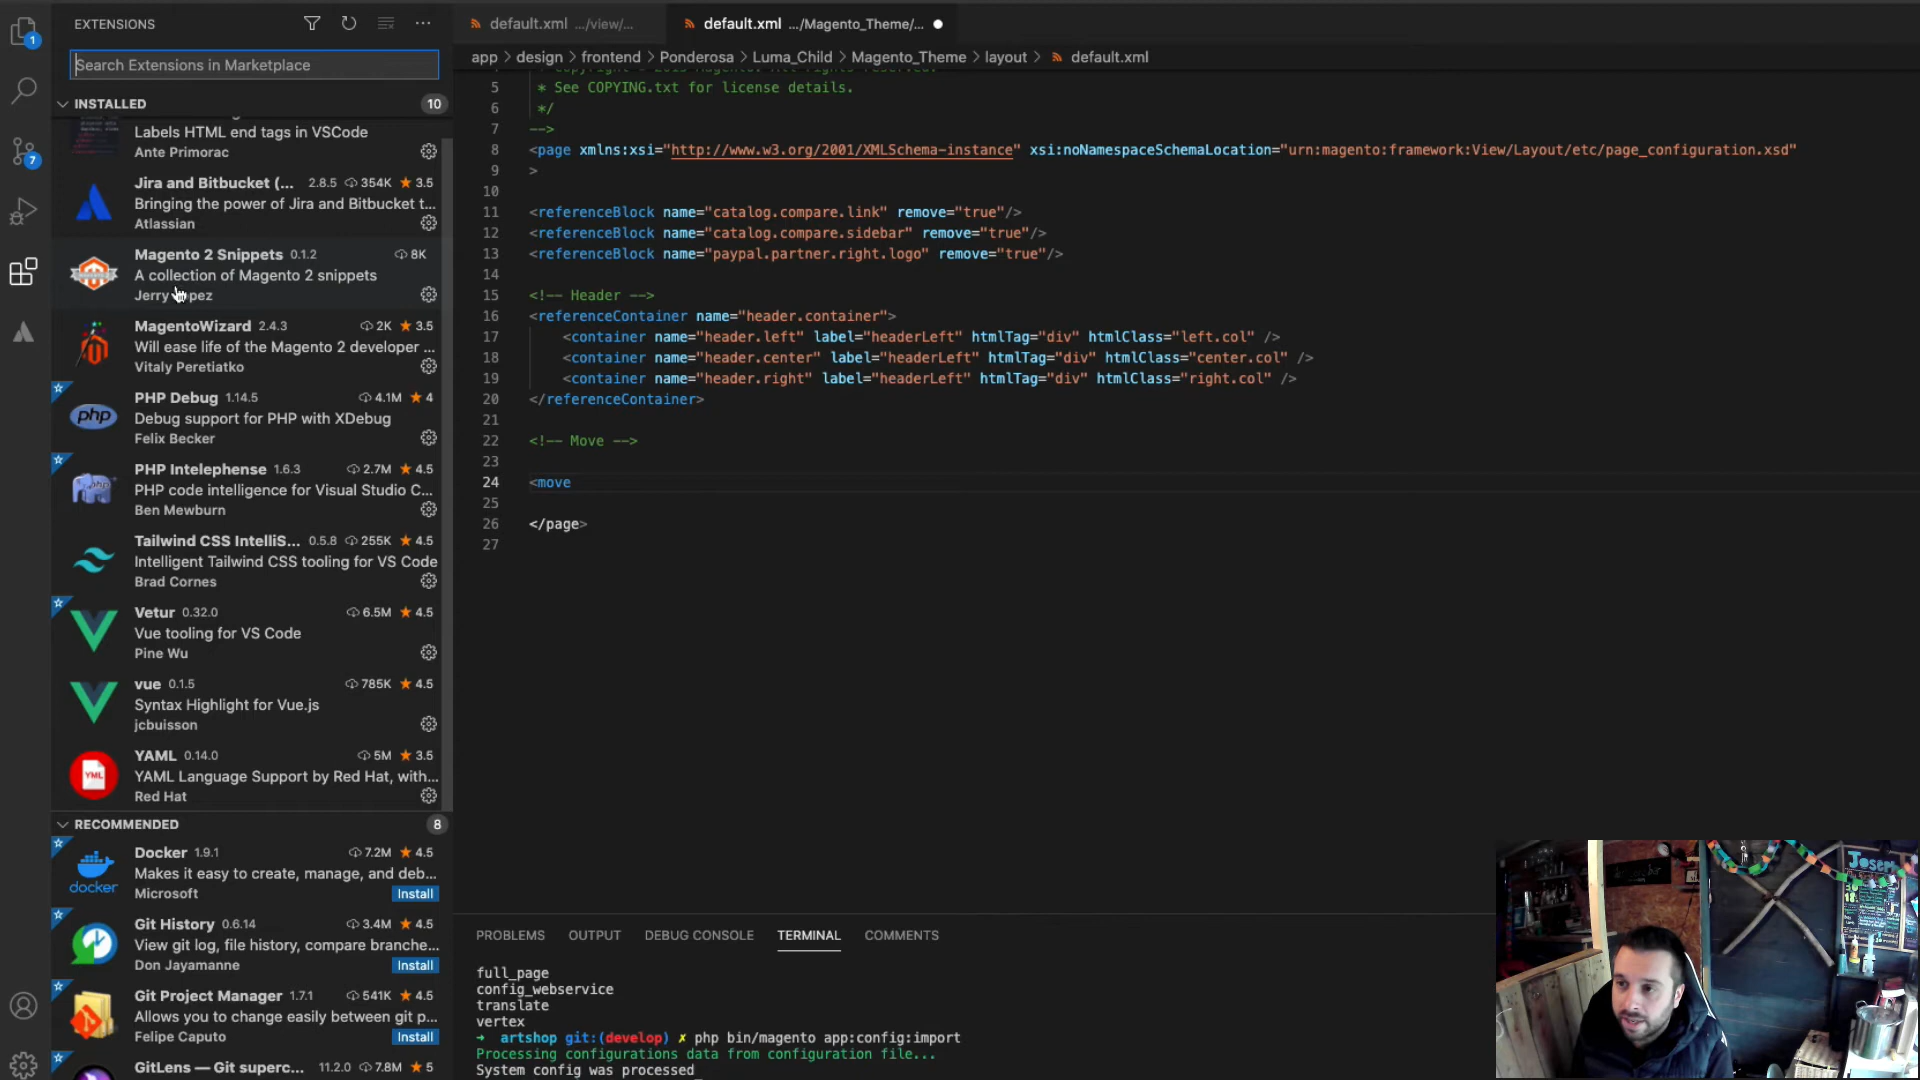 EXTENSIONS
Search Extensions in Marketplace
INSTALLED 10
Labels HTML end tags in VSCode
Ante Primorac
Jira and Bitbucket (... 2.8.5 354K 3.5
Bringing the power of Jira and Bitbucket t...
Atlassian
Magento 2 Snippets 0.1.2 8K
A collection of Magento 2 snippets
MagentoWizard 2.4.3 2K 3.5
Will ease life of the Magento 2 developer ...
Vitaly Peretiatko
PHP Debug 1.14.5 4.1M 4
php
Debug support for PHP with XDebug
Felix Becker
PHP Intelephense 1.6.3 2.7M 4.5
PHP code intelligence for Visual Studio C...
Ben Mewburn
Tailwind CSS IntelliS... 0.5.8 255K 4.5
Intelligent Tailwind CSS tooling for VS Code
Brad Cornes
Vetur 0.32.0 6.5M 4.5
Vue tooling for VS Code
Pine Wu
vue 0.1.5 785K 4.5
Syntax Highlight for Vue.js
jcbuisson
YAML 0.14.0 5M 3.5
YML
YAML Language Support by Red Hat, with...
Red Hat
RECOMMENDED 8
Docker 1.9.1 7.2M 4.5
Makes it easy to create, manage, and deb...
docker
Microsoft Install
Git History 0.6.14 3.4M 4.5
View git log, file history, compare branche...
Don Jayamanne Install
Git Project Manager 1.7.1 541K 4.5
Allows you to change easily between git p...
Felipe Caputo Install
GitLens — Git superc... 11.2.0 7.8M 5
1
7
default.xml .../view/...
default.xml .../Magento_Theme/...
app > design > frontend > Ponderosa > Luma_Child > Magento_Theme > layout > default.xml
5 * See COPYING.txt for license details.
6 */
7 -->
8 <page xmlns:xsi="http://www.w3.org/2001/XMLSchema-instance" xsi:noNamespaceSchemaLocation="urn:magento:framework:View/Layout/etc/page_configuration.xsd"
9 >
10
11 <referenceBlock name="catalog.compare.link" remove="true"/>
12 <referenceBlock name="catalog.compare.sidebar" remove="true"/>
13 <referenceBlock name="paypal.partner.right.logo" remove="true"/>
14
15 <!-- Header -->
16 <referenceContainer name="header.container">
17 <container name="header.left" label="headerLeft" htmlTag="div" htmlClass="left.col" />
18 <container name="header.center" label="headerLeft" htmlTag="div" htmlClass="center.col" />
19 <container name="header.right" label="headerLeft" htmlTag="div" htmlClass="right.col" />
20 </referenceContainer>
21
22 <!-- Move -->
23
24 <move
25
26 </page>
27
PROBLEMS OUTPUT DEBUG CONSOLE TERMINAL COMMENTS
full_page
config_webservice
translate
vertex
➜ artshop git:(develop) ✗ php bin/magento app:config:import
Processing configurations data from configuration file...
System config was processed